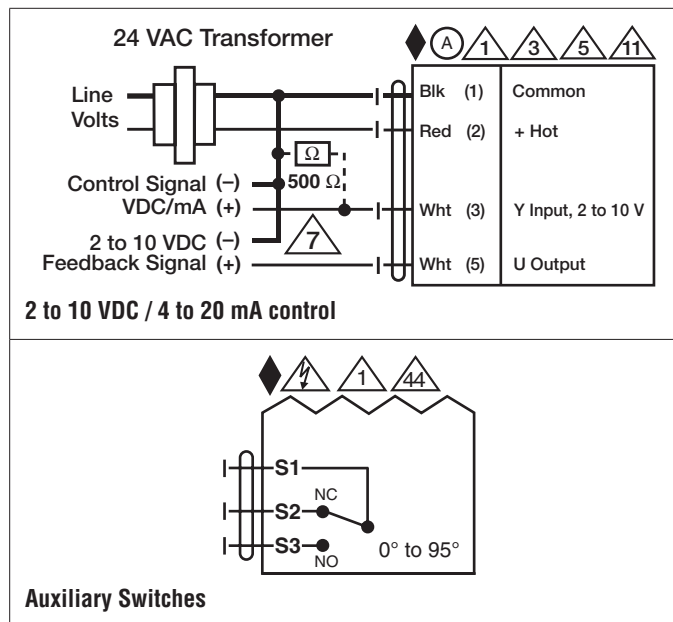 24 VAC Transformer
A 1 3 5 11
Line Volts
Blk (1) Common
Red (2) + Hot
Ω
500 Ω
Control Signal (–)
VDC/mA (+)
Wht (3) Y Input, 2 to 10 V
7
2 to 10 VDC (–)
Feedback Signal (+)
Wht (5) U Output
2 to 10 VDC / 4 to 20 mA control
1 44
S1
S2 NC
S3 NO
0° to 95°
Auxiliary Switches